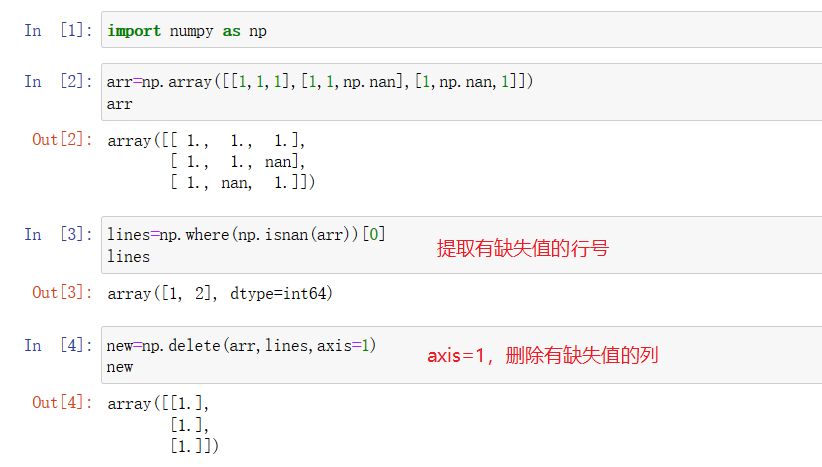 In [1]: import numpy as np
In [2]: arr=np.array([[1,1,1],[1,1,np.nan],[1,np.nan,1]])
arr
Out[2]: array([[ 1., 1., 1.],
[ 1., 1., nan],
[ 1., nan, 1.]])
In [3]: lines=np.where(np.isnan(arr))[0]
lines
提取有缺失值的行号
Out[3]: array([1, 2], dtype=int64)
In [4]: new=np.delete(arr,lines,axis=1)
new
axis=1，删除有缺失值的列
Out[4]: array([[1.],
[1.],
[1.]])